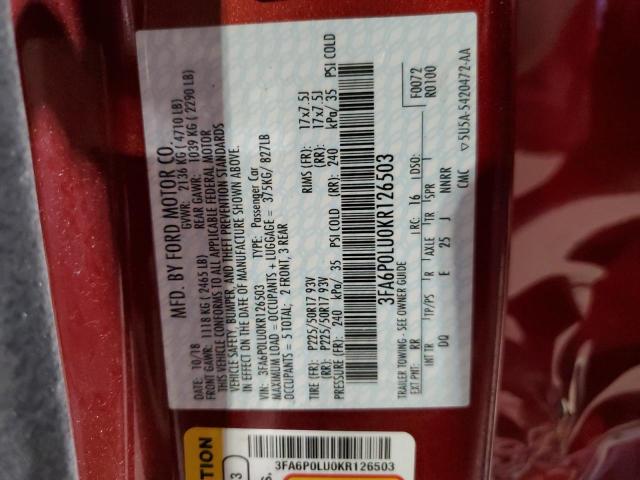 MFD. BY FORD MOTOR CO.
DATE: 10/18 GVWR: 2136 KG ( 4710 LB)
FRONT GAWR: 1118 KG ( 2465 LB) REAR GAWR: 1039 KG ( 2290 LB)
THIS VEHICLE CONFORMS TO ALL APPLICABLE FEDERAL MOTOR
VEHICLE SAFETY, BUMPER, AND THEFT PREVENTION STANDARDS
IN EFFECT ON THE DATE OF MANUFACTURE SHOWN ABOVE.
VIN: 3FA6P0LU0KR126503 TYPE: Passenger Car
MAXIMUM LOAD = OCCUPANTS + LUGGAGE = 375KG/ 827LB
OCCUPANTS = 5 TOTAL; 2 FRONT, 3 REAR
TIRE (FR): P225/50R17 93V RIMS (FR): 17x7.5J
(RR): P225/50R17 93V (RR): 17x7.5J
PRESSURE (FR): 240 kPa/ 35 PSI COLD (RR): 240 kPa/ 35 PSI COLD
3FA6P0LU0KR126503
TRAILER TOWING - SEE OWNER GUIDE F0072
EXT PNT: RR RC: 16 DSO: R0100
INT TR TP/PS R AXLE TR SPR
DQ E 25 J NNRR
CMC ▽5U5A-5420472-AA
3FA6P0LU0KR126503